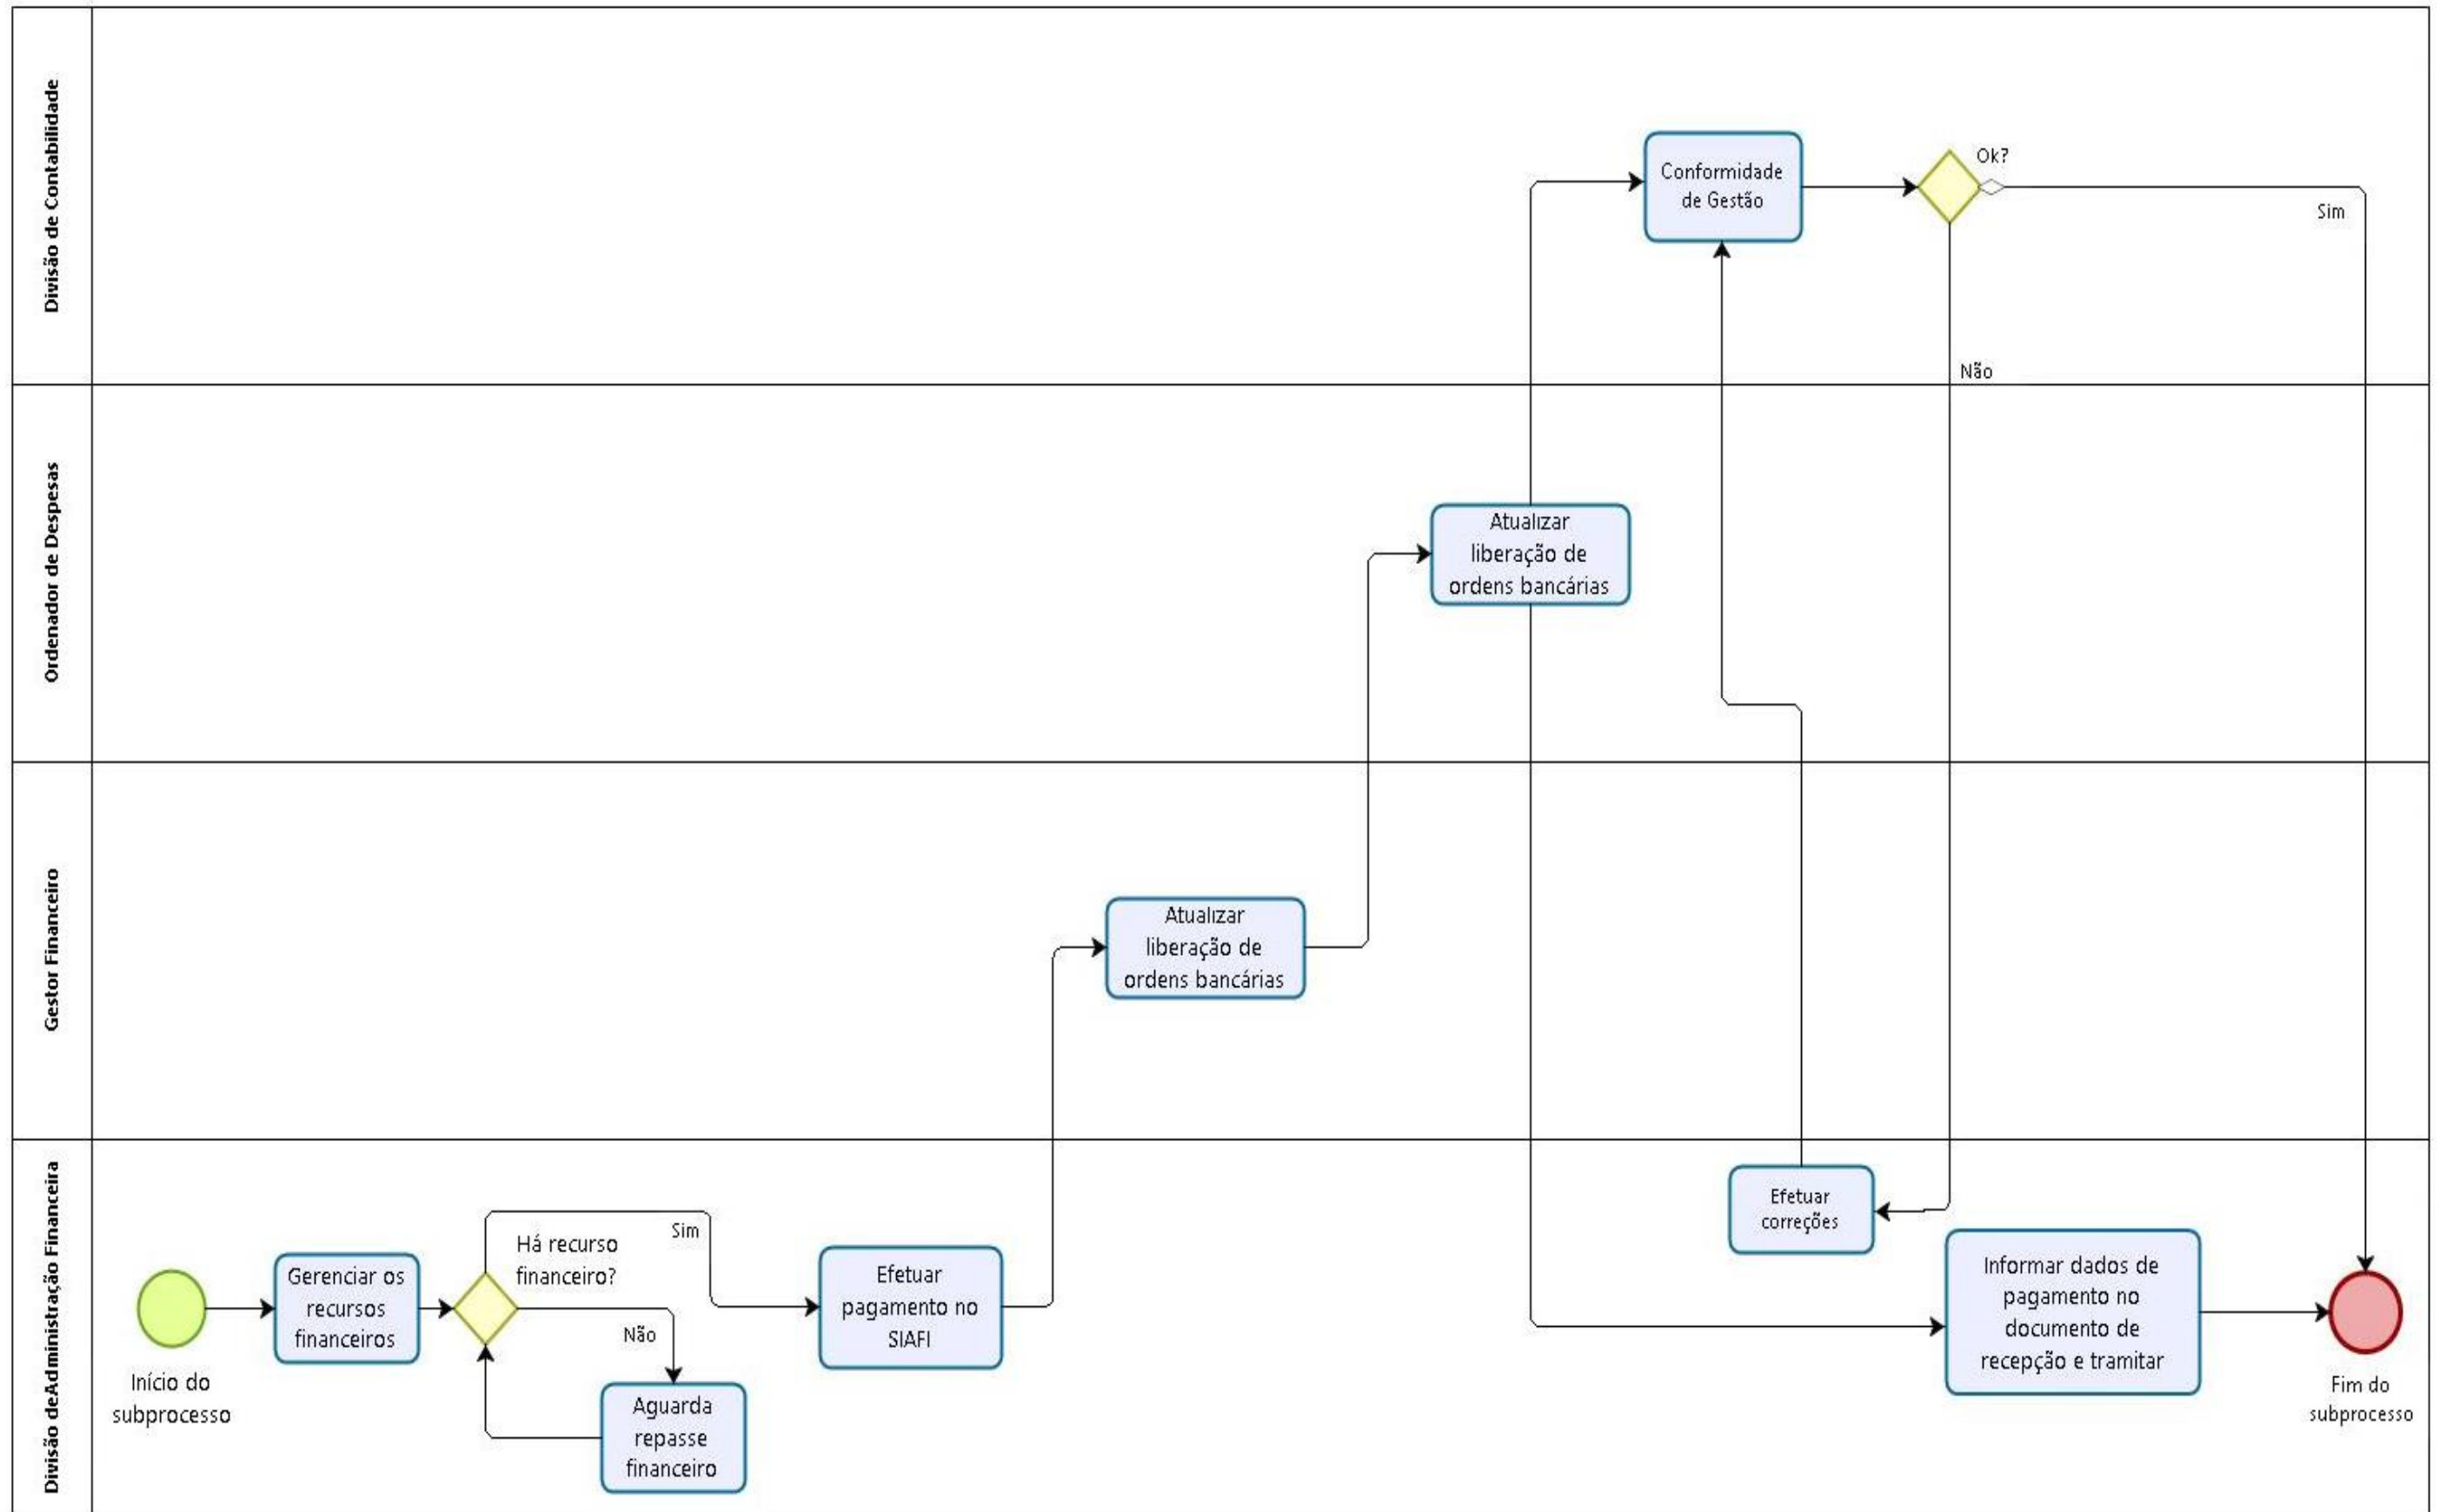 Divisão de Contabilidade
Conformidade
de Gestão
Ok?
Sim
Não
Ordenador de Despesas
Atualizar
liberação de
ordens bancárias
Gestor Financeiro
Atualizar
liberação de
ordens bancárias
Divisão deAdministração Financeira
Início do
subprocesso
Gerenciar os
recursos
financeiros
Há recurso
financeiro?
Sim
Não
Aguarda
repasse
financeiro
Efetuar
pagamento no
SIAFI
Efetuar
correções
Informar dados de
pagamento no
documento de
recepção e tramitar
Fim do
subprocesso